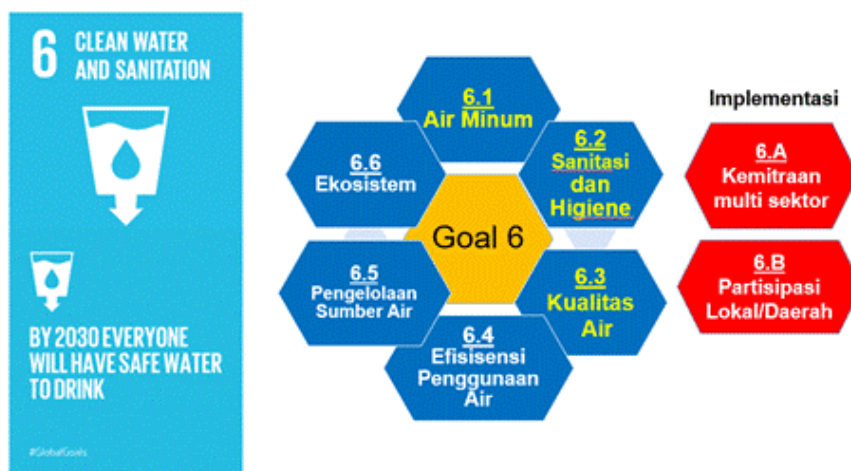 6 CLEAN WATER
AND SANITATION
BY 2030 EVERYONE
WILL HAVE SAFE WATER
TO DRINK
#GlobalGoals
6.1
Air Minum
6.2
Sanitasi
dan
Higiene
6.3
Kualitas
Air
6.4
Efisisensi
Penggunaan
Air
6.5
Pengelolaan
Sumber Air
6.6
Ekosistem
Goal 6
Implementasi
6.A
Kemitraan
multi sektor
6.B
Partisipasi
Lokal/Daerah